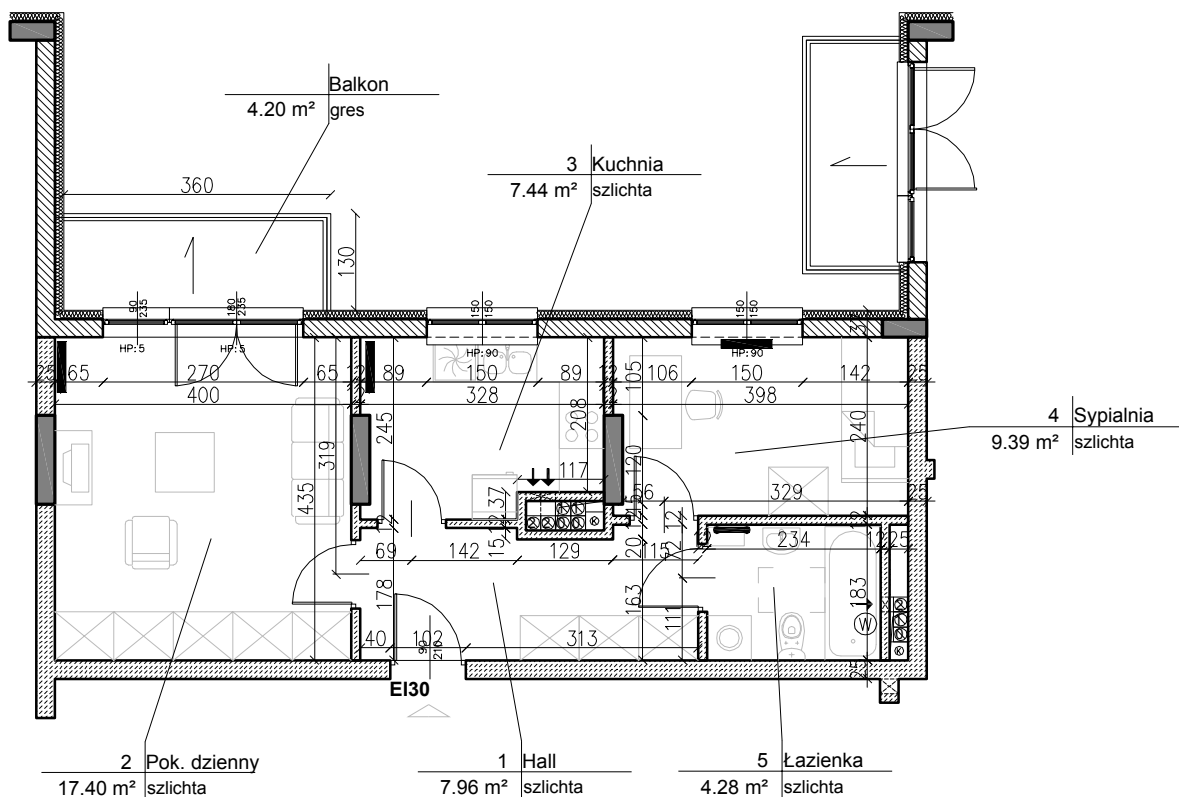 Balkon
4.20 m² gres
3 Kuchnia
7.44 m² szlichta
360
130
90
235
180
235
150
150
150
150
HP:5
HP:5
HP:90
HP:90
25 65 270 65 12 89 150 89 12 106 150 142 25
400 328 398
105
245
208
240
319
435
120
4 Sypialnia
9.39 m² szlichta
117
37
329 25
12
15
12
69 142 129 115
20
234 12 25
178
163
111
183
W
K
K
40 102 313
90
210
25
EI30
2 Pok. dzienny
17.40 m² szlichta
1 Hall
7.96 m² szlichta
5 Łazienka
4.28 m² szlichta